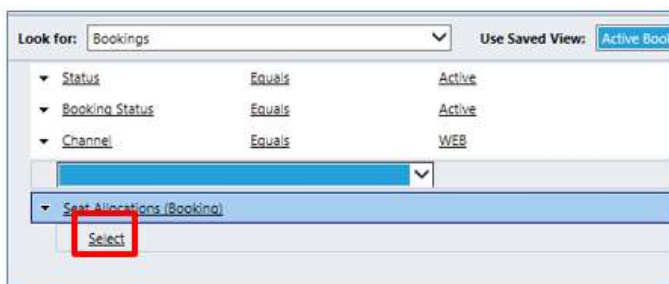 Look for: Bookings Use Saved View: Active Boo
Status Equals Active
Booking Status Equals Active
Channel Equals WEB
Seat Allocations (Booking)
Select